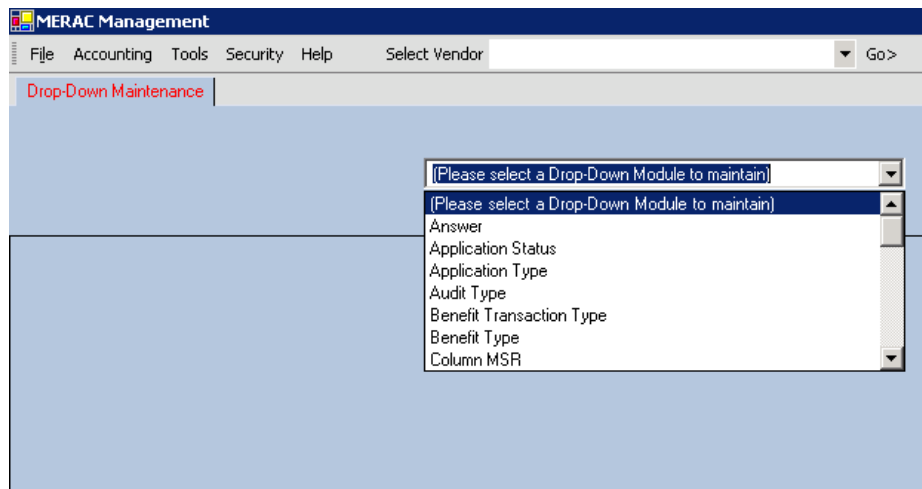 MERAC Management
File Accounting Tools Security Help Select Vendor Go>
Drop-Down Maintenance
(Please select a Drop-Down Module to maintain)
(Please select a Drop-Down Module to maintain)
Answer
Application Status
Application Type
Audit Type
Benefit Transaction Type
Benefit Type
Column MSR